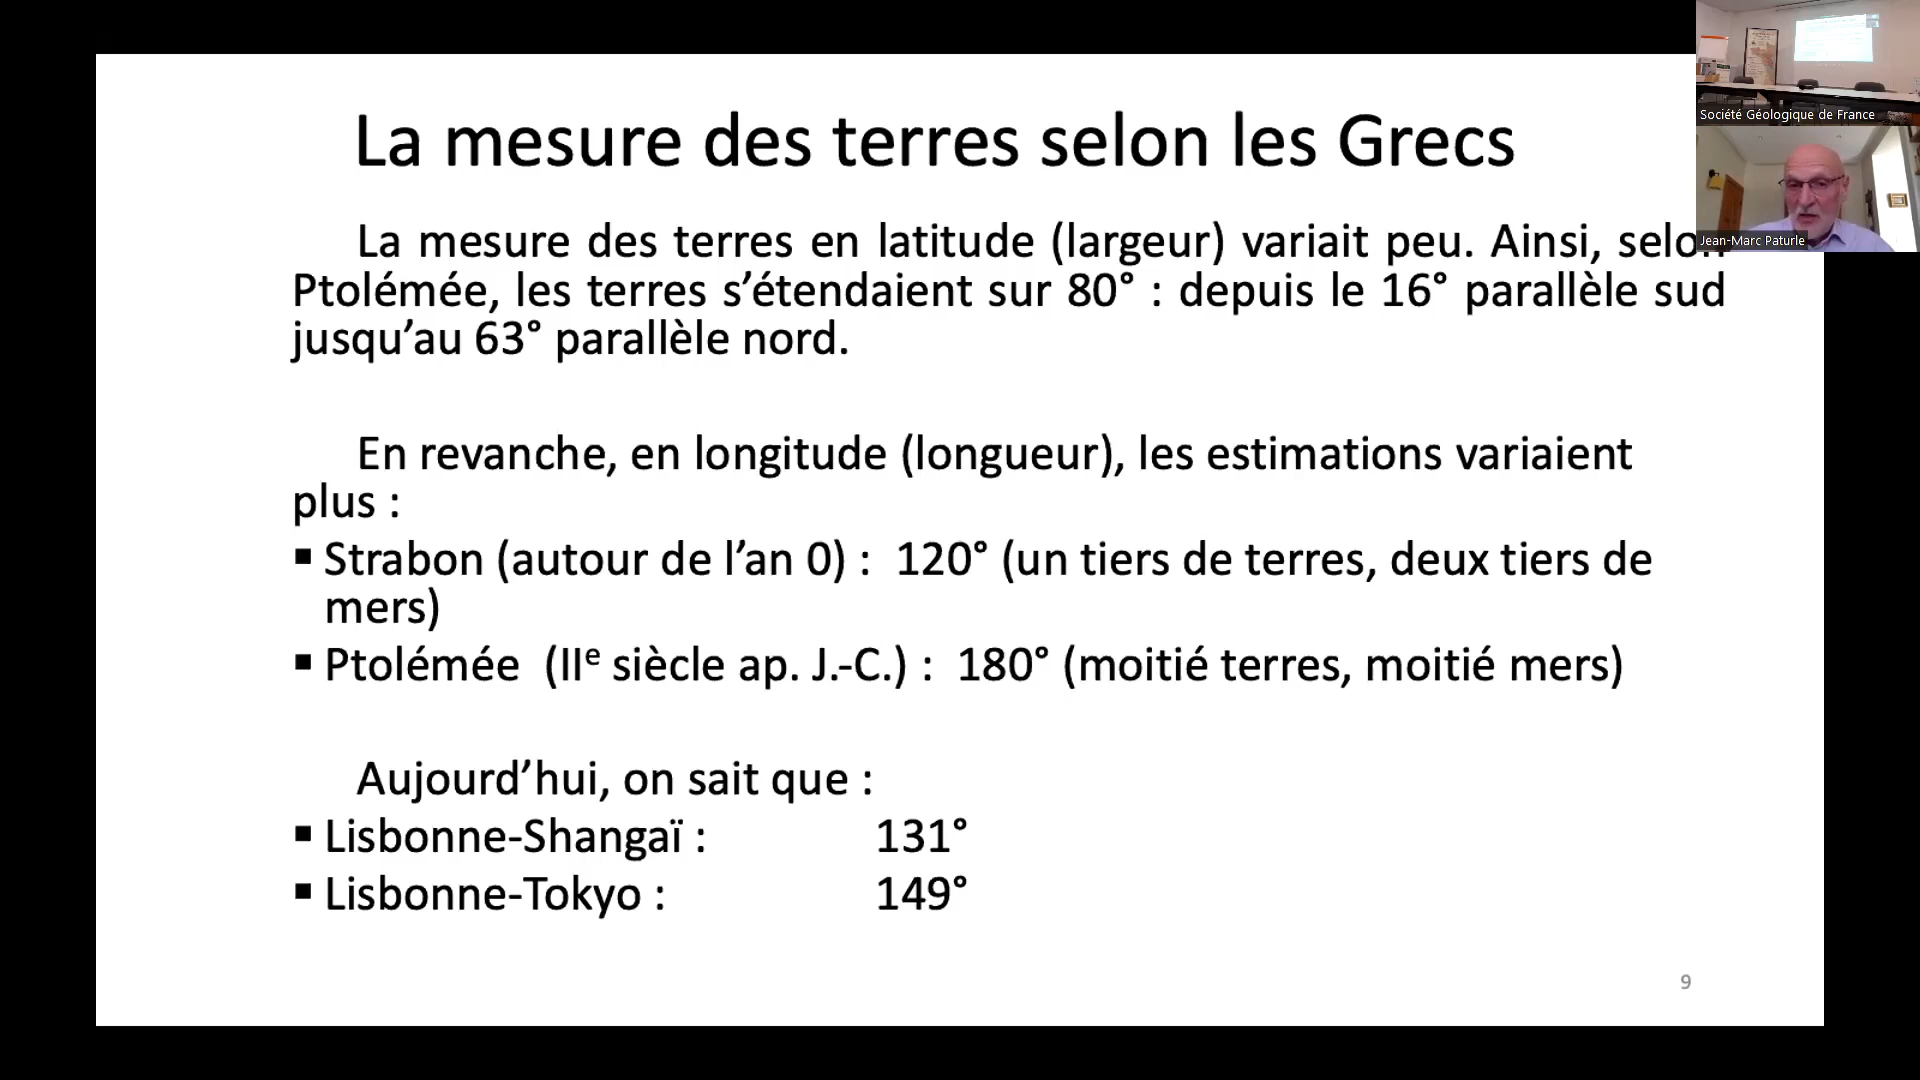 La mesure des terres selon les Grecs
La mesure des terres en latitude (largeur) variait peu. Ainsi, selon
Ptolémée, les terres s’étendaient sur 80° : depuis le 16° parallèle sud
jusqu’au 63° parallèle nord.
En revanche, en longitude (longueur), les estimations variaient
plus :
▪ Strabon (autour de l’an 0) : 120° (un tiers de terres, deux tiers de
mers)
▪ Ptolémée (IIe siècle ap. J.-C.) : 180° (moitié terres, moitié mers)
Aujourd’hui, on sait que :
▪ Lisbonne-Shangaï : 131°
▪ Lisbonne-Tokyo : 149°
9
Société Géologique de France
Jean-Marc Paturle